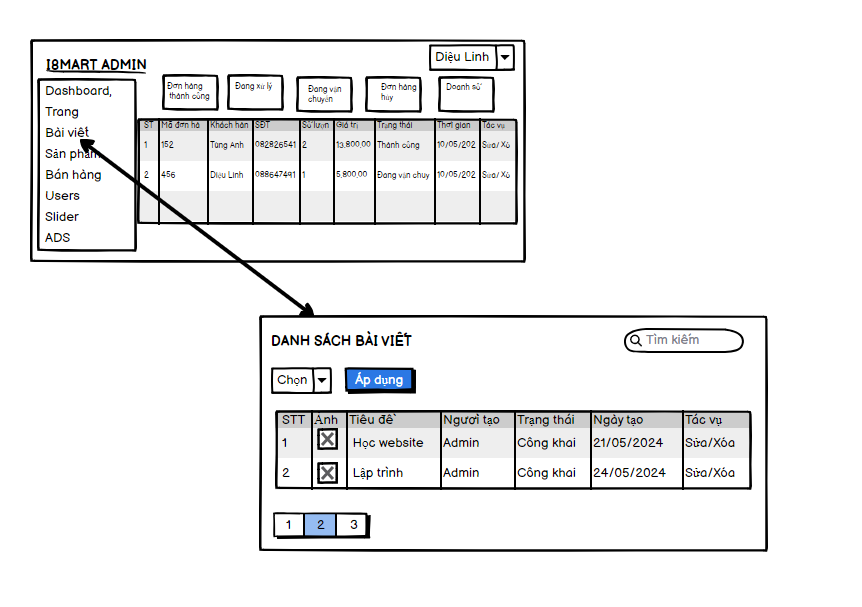 I8MART ADMIN
Diệu Linh
Dashboard,
Trang
Bài viết
Sản phẩm
Bán hàng
Users
Slider
ADS
Đơn hàng
thành công
Đang xử lý
Đang vận
chuyển
Đơn hàng
hủy
Doanh số
ST Mã đơn hà Khách hàn SĐT Số lượn Giá trị Trạng thái Thời gian Tác vụ
1 152 Tùng Anh 082826541 2 13,800,00 Thành công 10/05/202 Sửa/ Xó
2 456 Diệu Linh 088647491 1 5,800,00 Đang vận chuy 10/05/202 Sửa/ Xó
DANH SÁCH BÀI VIẾT
Tìm kiếm
Chọn
Áp dụng
STT Ảnh Tiêu đề Người tạo Trạng thái Ngày tạo Tác vụ
1 Học website Admin Công khai 21/05/2024 Sửa/Xóa
2 Lập trình Admin Công khai 24/05/2024 Sửa/Xóa
1 2 3